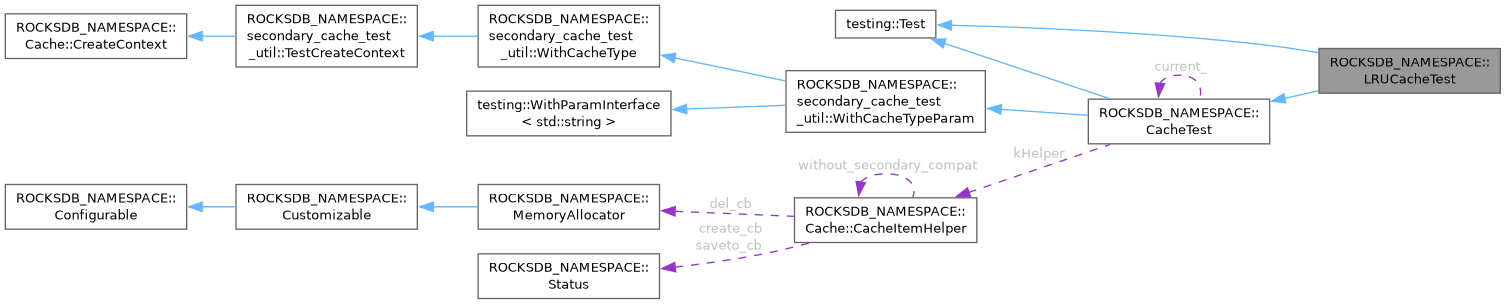 ROCKSDB_NAMESPACE::
Cache::CreateContext
ROCKSDB_NAMESPACE::
secondary_cache_test
_util::TestCreateContext
ROCKSDB_NAMESPACE::
secondary_cache_test
_util::WithCacheType
testing::WithParamInterface
< std::string >
testing::Test
ROCKSDB_NAMESPACE::
secondary_cache_test
_util::WithCacheTypeParam
current_
ROCKSDB_NAMESPACE::
CacheTest
ROCKSDB_NAMESPACE::
LRUCacheTest
kHelper
without_secondary_compat
ROCKSDB_NAMESPACE::
Configurable
ROCKSDB_NAMESPACE::
Customizable
ROCKSDB_NAMESPACE::
MemoryAllocator
del_cb
create_cb
saveto_cb
ROCKSDB_NAMESPACE::
Cache::CacheItemHelper
ROCKSDB_NAMESPACE::
Status